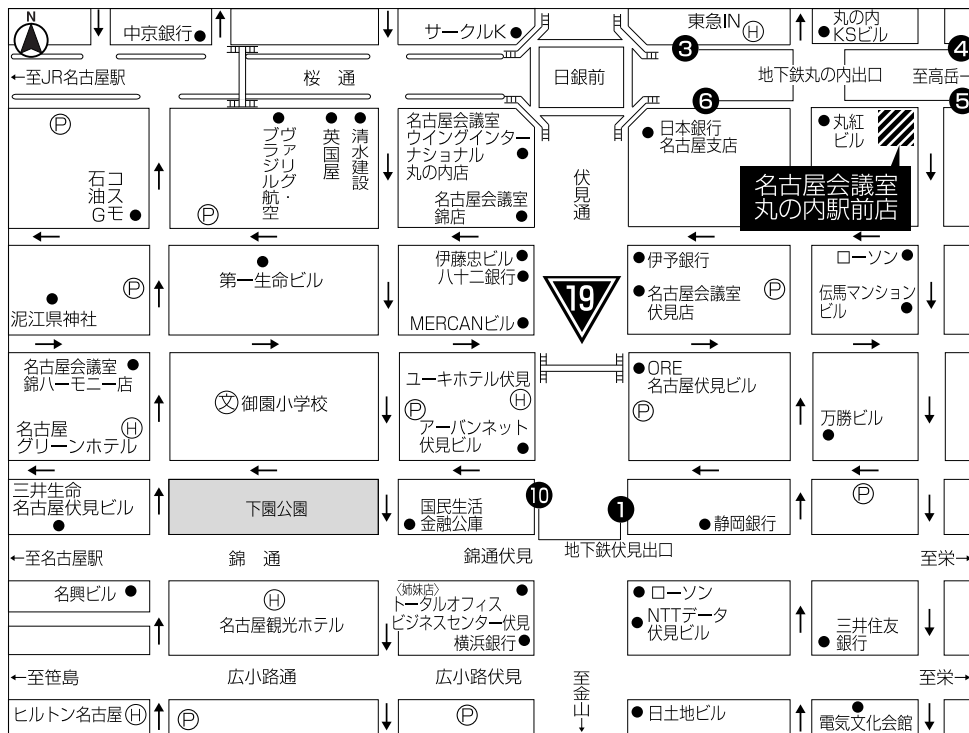 N
中京銀行
サークルK
東急IN
H
丸の内
KSビル
3
4
←至JR名古屋駅
桜 通
日銀前
地下鉄丸の内出口
至高岳→
6
5
P
コスモ
石油
G
P
ヴァリグ・
ブラジル航空
英国屋
清水建設
名古屋会議室
ウイングインター
ナショナル
丸の内店
名古屋会議室
錦店
伏見通
日本銀行
名古屋支店
丸紅
ビル
名古屋会議室
丸の内駅前店
泥江県神社
P
第一生命ビル
伊藤忠ビル
八十二銀行
MERCANビル
19
伊予銀行
名古屋会議室
伏見店
P
ローソン
伝馬マンション
ビル
名古屋会議室
錦ハーモニー店
名古屋
グリーンホテル
H
文
御園小学校
ユーキホテル伏見
H
P
アーバンネット
伏見ビル
ORE
名古屋伏見ビル
P
万勝ビル
三井生命
名古屋伏見ビル
下園公園
国民生活
金融公庫
10
1
静岡銀行
P
←至名古屋駅
錦 通
錦通伏見
地下鉄伏見出口
至栄→
名興ビル
H
名古屋観光ホテル
〈姉妹店〉
トータルオフィス
ビジネスセンター伏見
横浜銀行
ローソン
NTTデータ
伏見ビル
三井住友
銀行
←至笹島
広小路通
広小路伏見
至金山→
至栄→
ヒルトン名古屋
H
P
P
日土地ビル
電気文化会館